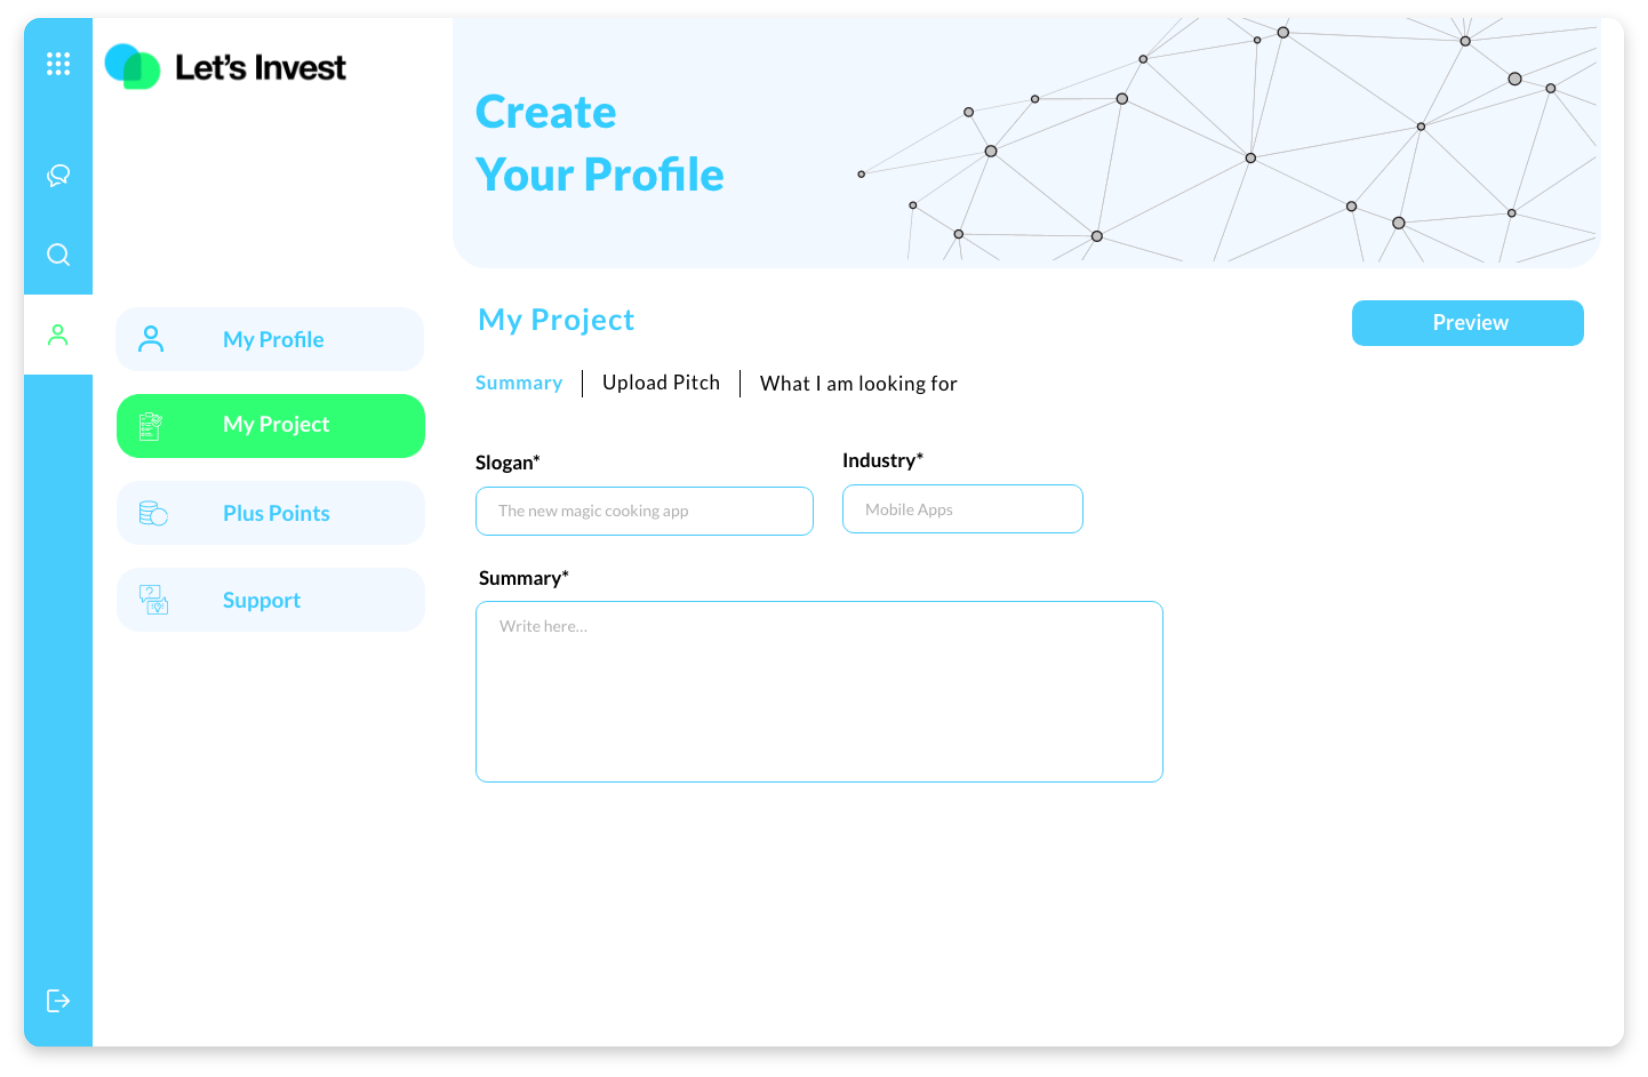 Let's Invest
Create
Your Profile
My Profile
My Project
Plus Points
Support
My Project
Preview
Summary
Upload Pitch
What I am looking for
Slogan*
Industry*
The new magic cooking app
Mobile Apps
Summary*
Write here...